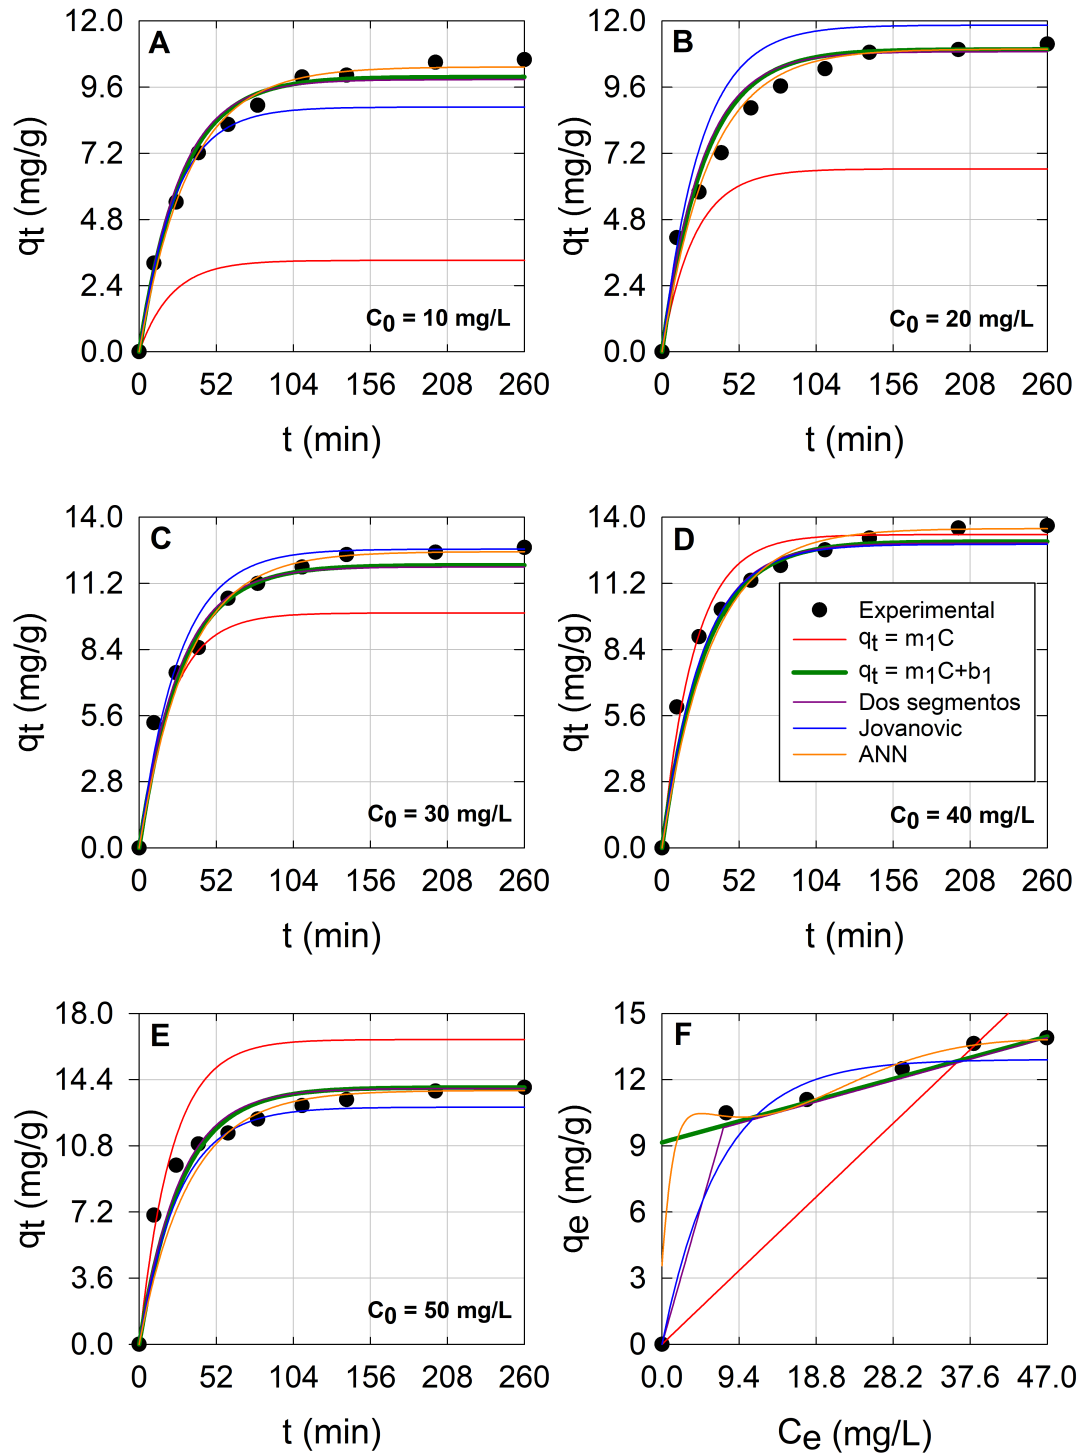 A
12.0
9.6
7.2
4.8
2.4
0.0
qt (mg/g)
C0 = 10 mg/L
0 52 104 156 208 260
t (min)
B
12.0
9.6
7.2
4.8
2.4
0.0
qt (mg/g)
C0 = 20 mg/L
0 52 104 156 208 260
t (min)
C
14.0
11.2
8.4
5.6
2.8
0.0
qt (mg/g)
C0 = 30 mg/L
0 52 104 156 208 260
t (min)
D
14.0
11.2
8.4
5.6
2.8
0.0
qt (mg/g)
Experimental
qt = m1C
qt = m1C+b1
Dos segmentos
Jovanovic
ANN
C0 = 40 mg/L
0 52 104 156 208 260
t (min)
E
18.0
14.4
10.8
7.2
3.6
0.0
qt (mg/g)
C0 = 50 mg/L
0 52 104 156 208 260
t (min)
F
15
12
9
6
3
0
qe (mg/g)
0.0 9.4 18.8 28.2 37.6 47.0
Ce (mg/L)